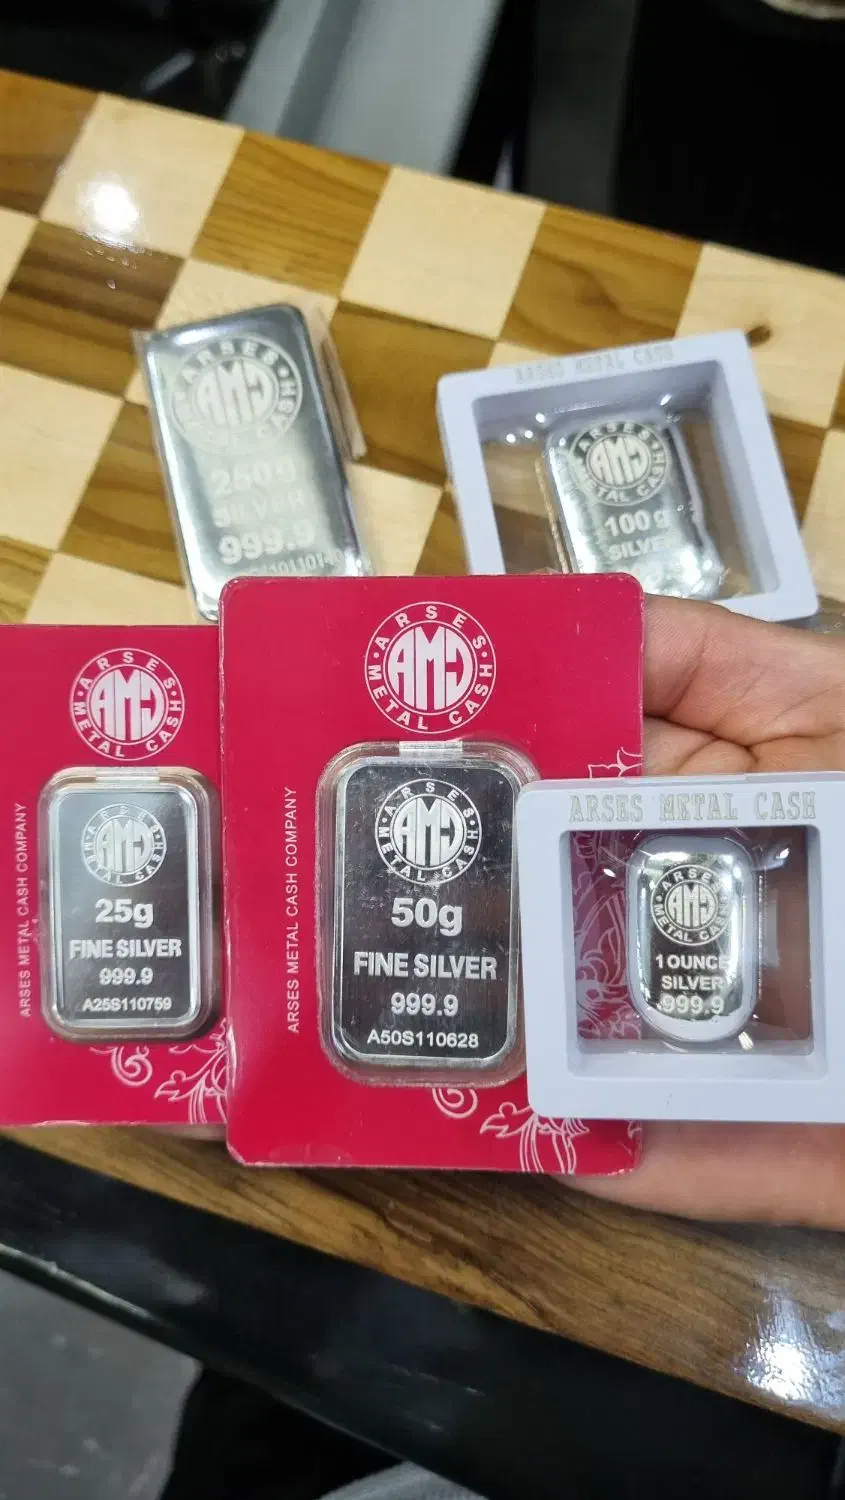 ARSES
METAL CASH
AMC
250g
SILVER
999.9
ARSES METAL CASH
ARSES
METAL CASH
AMC
100g
SILVER
ARSES
METAL CASH
AMC
ARSES METAL CASH COMPANY
ARSES
METAL CASH
AMC
25g
FINE SILVER
999.9
A25S110759
ARSES
METAL CASH
AMC
ARSES METAL CASH COMPANY
ARSES
METAL CASH
AMC
50g
FINE SILVER
999.9
A50S110628
ARSES METAL CASH
ARSES
METAL CASH
AMC
1 OUNCE
SILVER
999.9